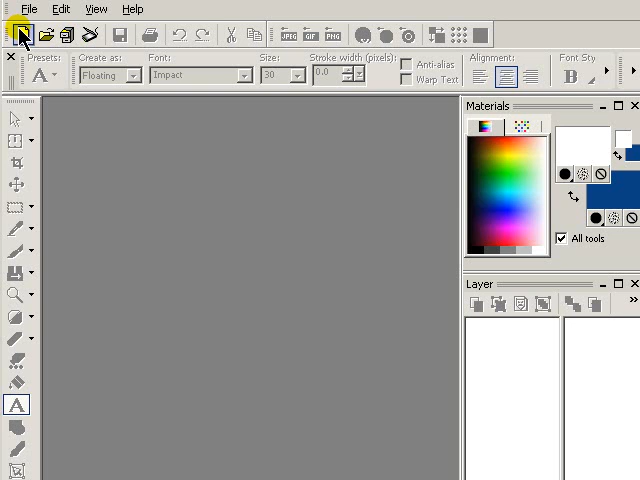 File Edit View Help
JPEG GIF PNG
Presets: Create as: Font: Size: Stroke width (pixels): Anti-alias Alignment: Font Sty
A Floating Impact 30 0.0 Warp Text B
Materials
All tools
A
Layer